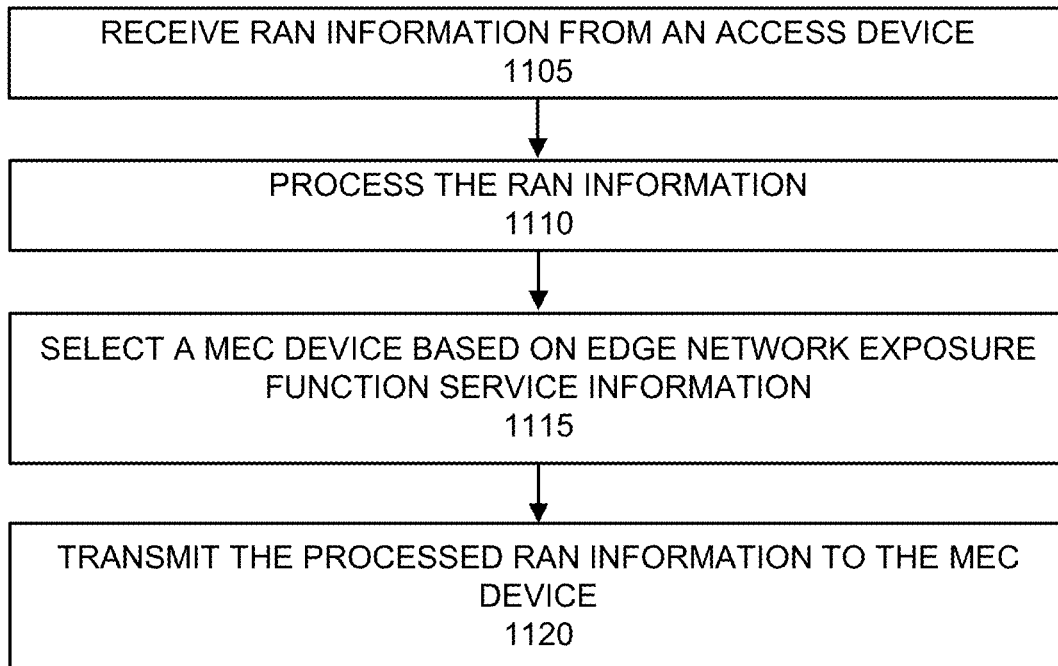 RECEIVE RAN INFORMATION FROM AN ACCESS DEVICE
1105
PROCESS THE RAN INFORMATION
1110
SELECT A MEC DEVICE BASED ON EDGE NETWORK EXPOSURE
FUNCTION SERVICE INFORMATION
1115
TRANSMIT THE PROCESSED RAN INFORMATION TO THE MEC
DEVICE
1120